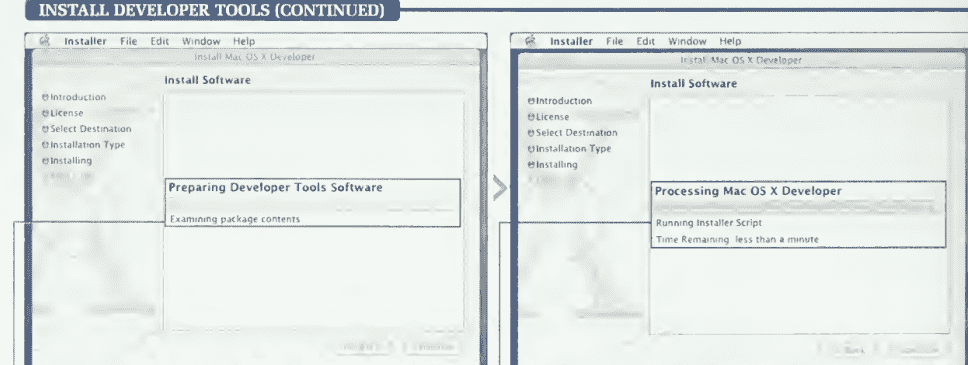 INSTALL DEVELOPER TOOLS (CONTINUED)
Installer File Edit Window Help
Install Mac OS X Developer
Install Software
Introduction
License
Select Destination
Installation Type
Installing
Preparing Developer Tools Software
Examining package contents
Installer File Edit Window Help
Install Mac OS X Developer
Install Software
Introduction
License
Select Destination
Installation Type
Installing
Processing Mac OS X Developer
Running Installer Script
Time Remaining less than a minute